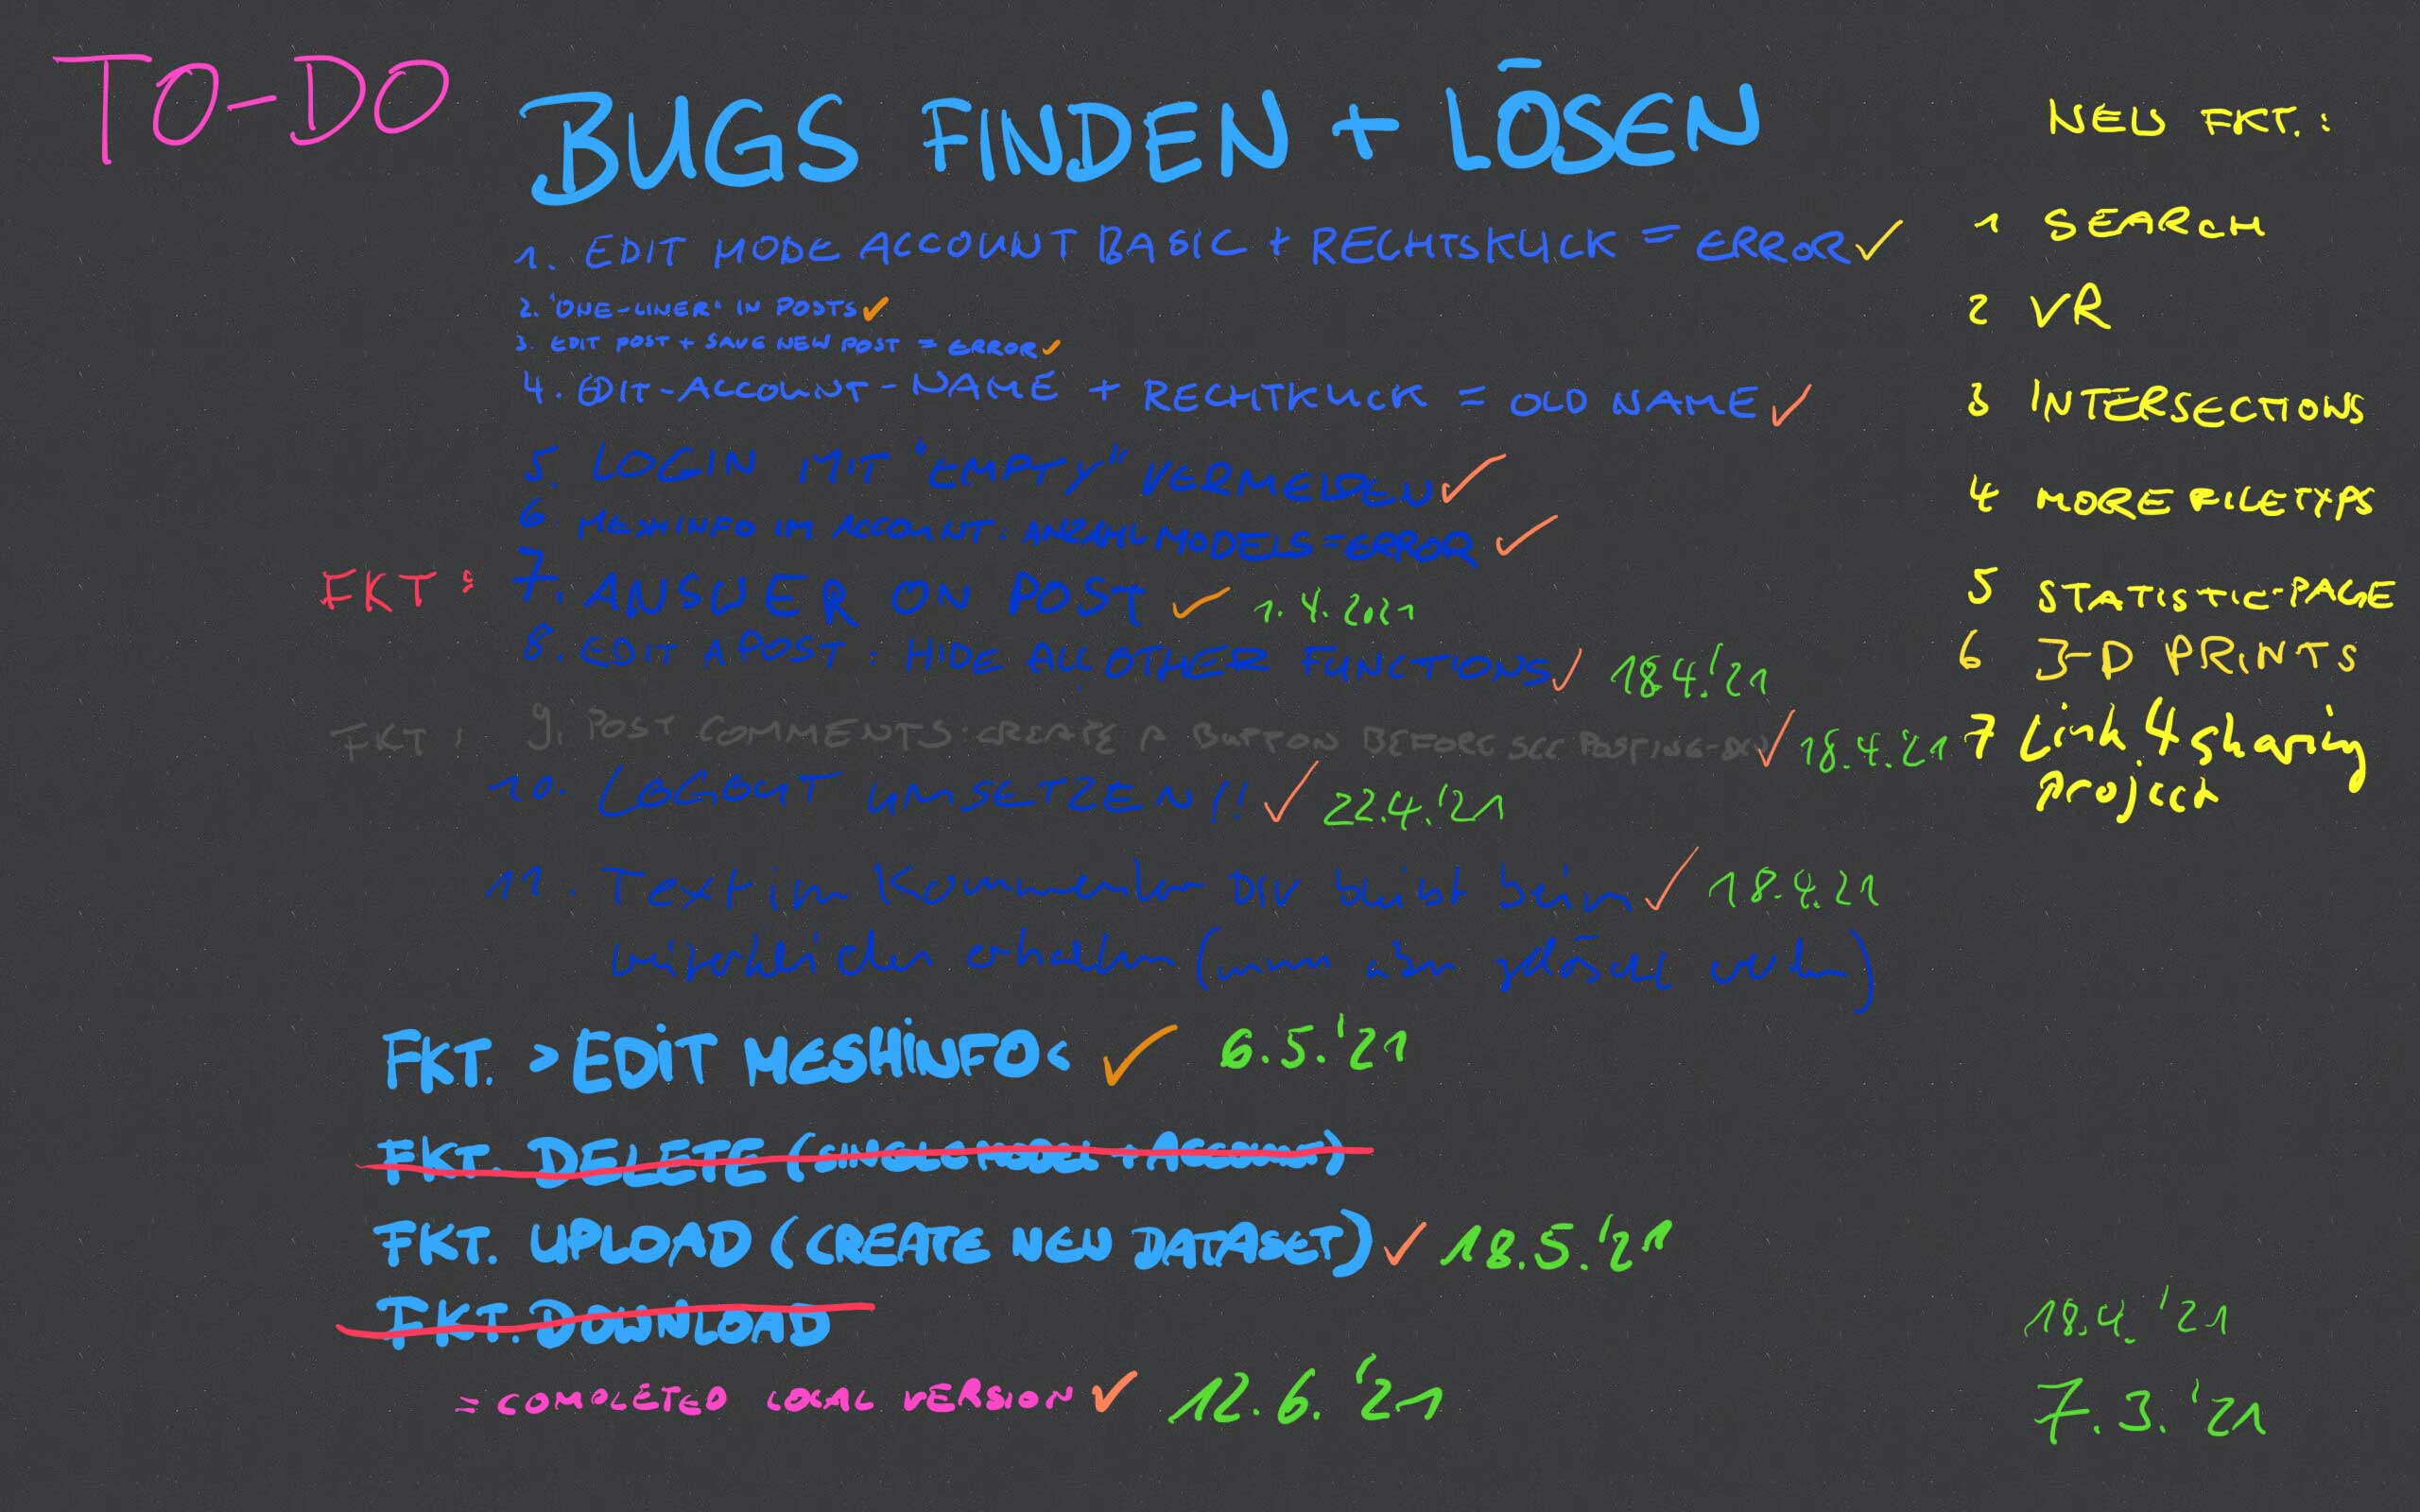 TO-DO
BUGS FINDEN + LÖSEN
1. EDIT MODE ACCOUNT BASIC + RECHTSKLICK = ERROR ✓
2. "ONE-LINER" IN POSTS ✓
3. EDIT POST + SAVE NEW POST = ERROR ✓
4. EDIT-ACCOUNT-NAME + RECHTKLICK = OLD NAME ✓
5. LOGIN MIT "EMPTY" VERMEIDEN ✓
6. MESHINFO IM ACCOUNT: ANZAHL MODELS = ERROR ✓
FKT: 7. ANSWER ON POST ✓ 1.4.2021
8. EDIT A POST: HIDE ALL OTHER FUNCTIONS ✓ 18.4.'21
FKT: 9. POST COMMENTS: CREATE A BUTTON BEFORE SEE POSTING-DIV ✓ 18.4.'21
10. LOGOUT UMSETZEN!! ✓ 22.4.'21
11. Text im Kommentar DIV bleibt beim ✓ 18.4.21
erhalten (muss aber gelöscht werden)
FKT. >EDIT MESHINFO< ✓ 6.5.'21
FKT. DELETE (SINGLE MODEL + ACCOUNT)
FKT. UPLOAD (CREATE NEW DATASET) ✓ 18.5.'21
FKT. DOWNLOAD
= COMPLETED LOCAL VERSION ✓ 12.6.'21
NEW FKT.:
1 SEARCH
2 VR
3 INTERSECTIONS
4 MORE FILETYPS
5 STATISTIC-PAGE
6 3-D PRINTS
7 Link 4 sharing
project
18.4.'21
7.3.'21